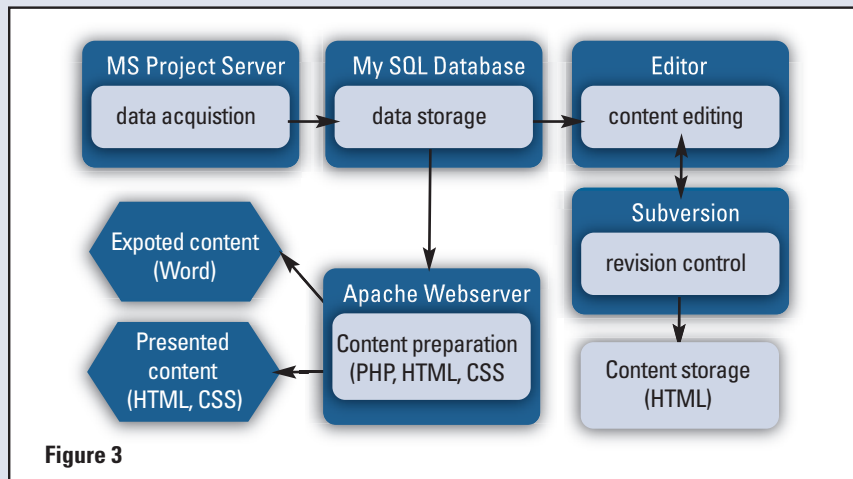 MS Project Server
data acquistion
My SQL Database
data storage
Editor
content editing
Subversion
revision control
Content storage
(HTML)
Apache Webserver
Content preparation
(PHP, HTML, CSS
Expoted content
(Word)
Presented
content
(HTML, CSS)
Figure 3